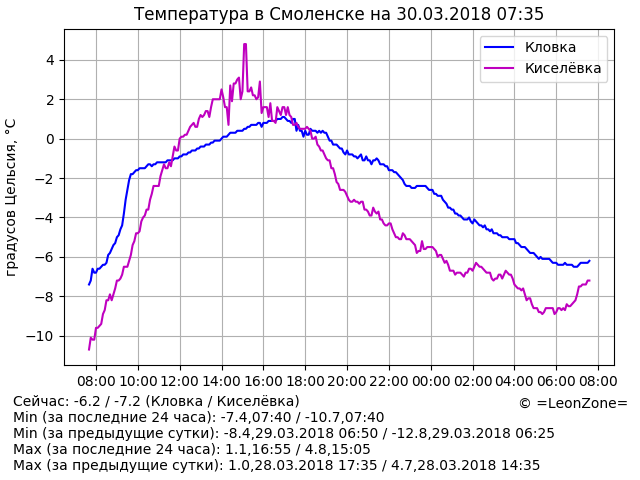 Температура в Смоленске на 30.03.2018 07:35
Кловка
Киселёвка
градусов Цельсия, °C
4
2
0
−2
−4
−6
−8
−10
08:00 10:00 12:00 14:00 16:00 18:00 20:00 22:00 00:00 02:00 04:00 06:00 08:00
Сейчас: -6.2 / -7.2 (Кловка / Киселёвка)
© =LeonZone=
Min (за последние 24 часа): -7.4,07:40 / -10.7,07:40
Min (за предыдущие сутки): -8.4,29.03.2018 06:50 / -12.8,29.03.2018 06:25
Max (за последние 24 часа): 1.1,16:55 / 4.8,15:05
Max (за предыдущие сутки): 1.0,28.03.2018 17:35 / 4.7,28.03.2018 14:35